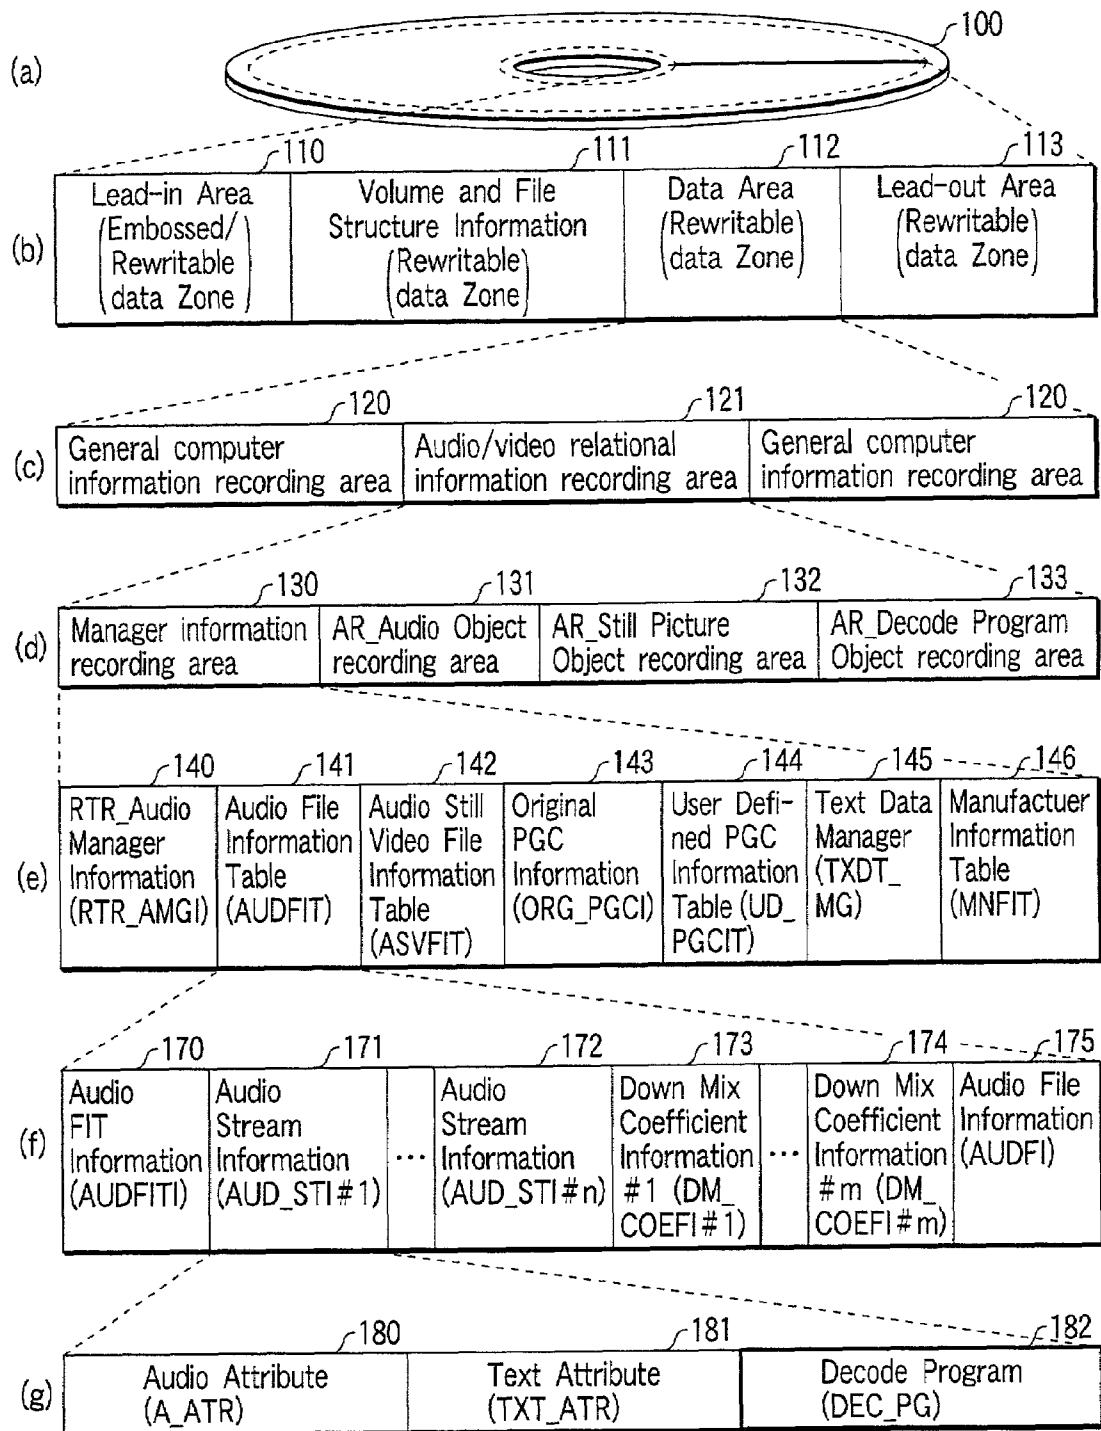 100
(a)
110
111
112
113
(b)
Lead-in Area
(Embossed/
Rewritable
data Zone)
Volume and File
Structure Information
(Rewritable
data Zone)
Data Area
(Rewritable
data Zone)
Lead-out Area
(Rewritable
data Zone)
120
121
120
(c)
General computer
information recording area
Audio/video relational
information recording area
General computer
information recording area
130
131
132
133
(d)
Manager information
recording area
AR_Audio Object
recording area
AR_Still Picture
Object recording area
AR_Decode Program
Object recording area
140
141
142
143
144
145
146
(e)
RTR_Audio
Manager
Information
(RTR_AMGI)
Audio File
Information
Table
(AUDFIT)
Audio Still
Video File
Information
Table
(ASVFIT)
Original
PGC
Information
(ORG_PGCI)
User Defi-
ned PGC
Information
Table (UD_
PGCIT)
Text Data
Manager
(TXDT_
MG)
Manufactuer
Information
Table
(MNFIT)
170
171
172
173
174
175
(f)
Audio
FIT
Information
(AUDFITI)
Audio
Stream
Information
(AUD_STI#1)
...
Audio
Stream
Information
(AUD_STI#n)
Down Mix
Coefficient
Information
#1 (DM_
COEFI#1)
...
Down Mix
Coefficient
Information
#m (DM_
COEFI#m)
Audio File
Information
(AUDFI)
180
181
182
(g)
Audio Attribute
(A_ATR)
Text Attribute
(TXT_ATR)
Decode Program
(DEC_PG)